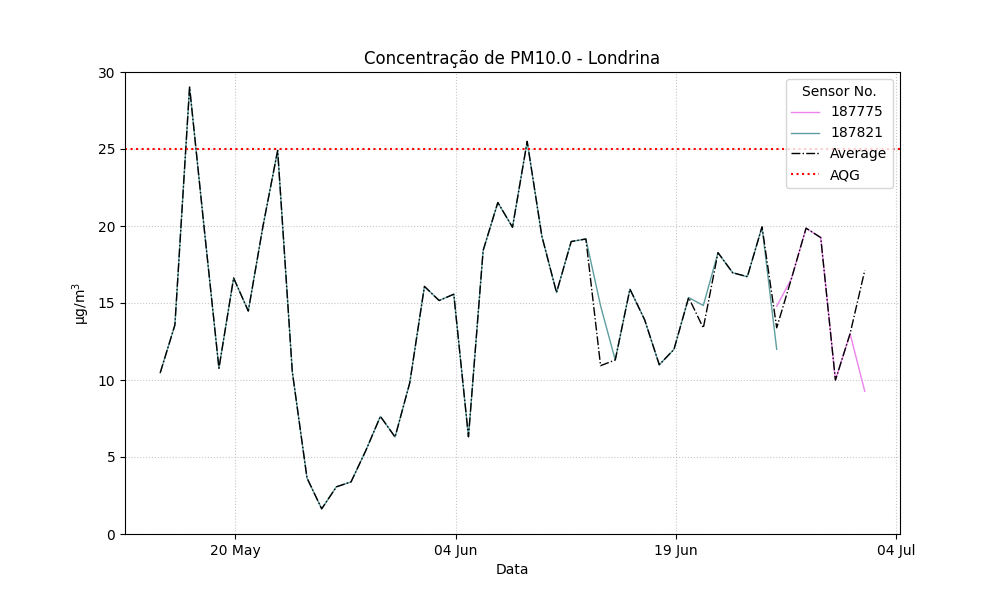 Concentração de PM10.0 - Londrina
30
25
20
15
10
5
0
µg/m³
Sensor No.
187775
187821
Average
AQG
20 May
04 Jun
19 Jun
04 Jul
Data